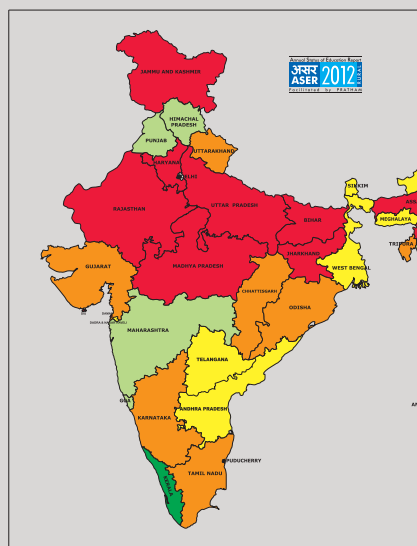 Annual Status of Education Report
असर
ASER
2012
RURAL
Facilitated by PRATHAM
JAMMU AND KASHMIR
HIMACHAL
PRADESH
PUNJAB
UTTARAKHAND
HARYANA
DELHI
SIKKIM
RAJASTHAN
UTTAR PRADESH
ASS
MEGHALAYA
BIHAR
TRIPURA
GUJARAT
MADHYA PRADESH
JHARKHAND
WEST BENGAL
CHHATTISGARH
ODISHA
MAHARASHTRA
TELANGANA
GOA
ANDHRA PRADESH
KARNATAKA
PUDUCHERRY
TAMIL NADU
KERALA